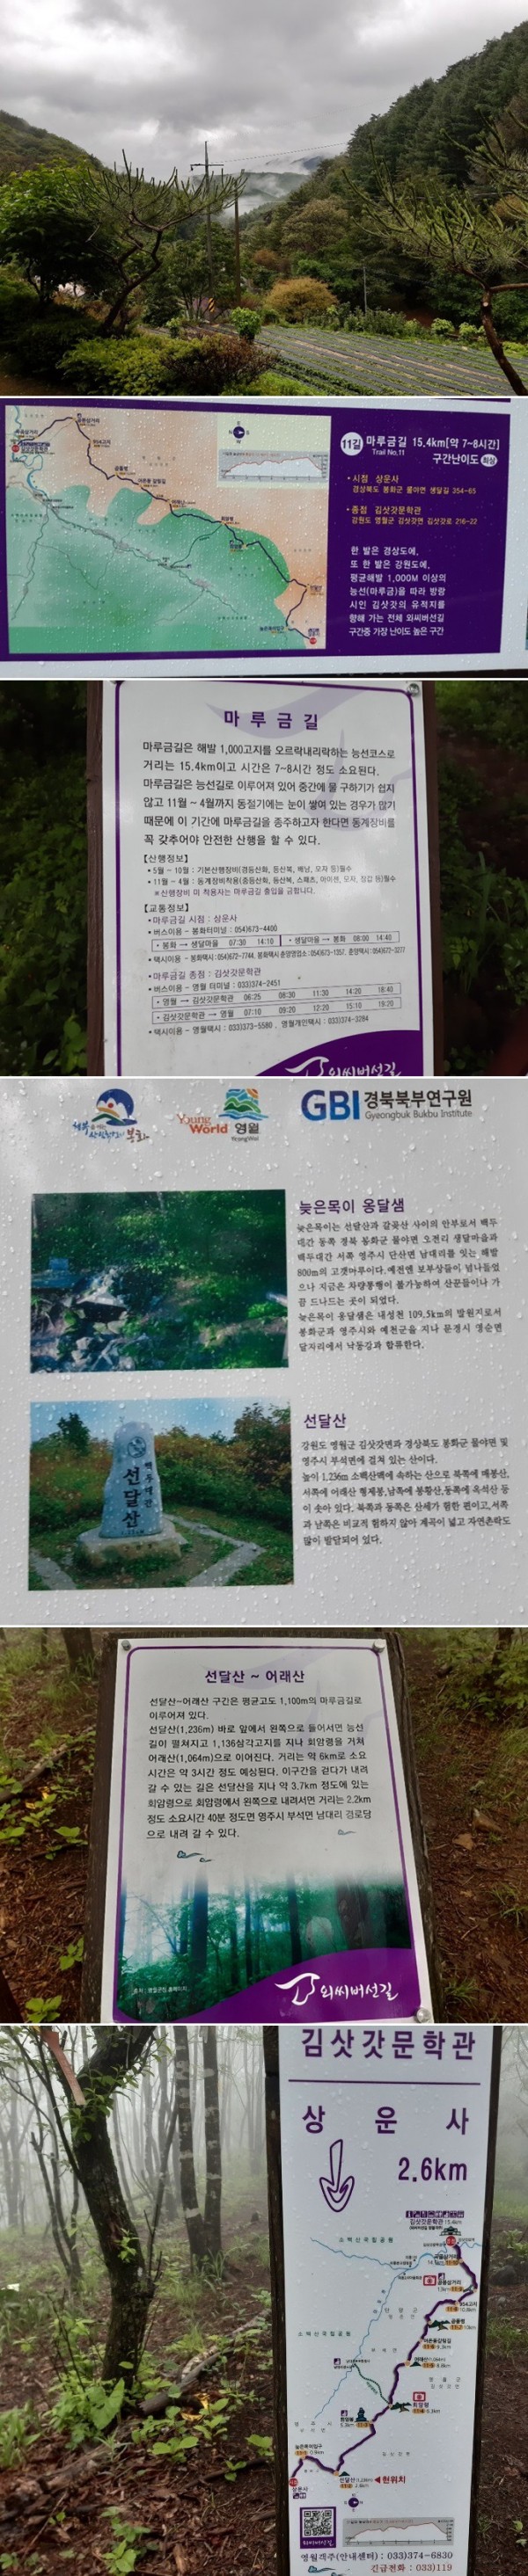 11길 마루금길 15.4km[약 7~8시간]
Trail No.11 구간난이도 최상
• 시점 상운사
경상북도 봉화군 물야면 생달길 354-65
• 종점 김삿갓문학관
강원도 영월군 김삿갓면 김삿갓로 216-22
한 발은 경상도에,
또 한 발은 강원도에,
평균해발 1,000M 이상의
능선(마루금)을 따라 방랑
시인 김삿갓의 유적지를
향해 가는 전체 외씨버선길
구간중 가장 난이도 높은 구간
마루금길
마루금길은 해발 1,000고지를 오르락내리락하는 능선코스로
거리는 15.4km이고 시간은 7~8시간 정도 소요된다.
마루금길은 능선길로 이루어져 있어 중간에 물 구하기가 쉽지
않고 11월 ~ 4월까지 동절기에는 눈이 쌓여 있는 경우가 많기
때문에 이 기간에 마루금길을 종주하고자 한다면 동계장비를
꼭 갖추어야 안전한 산행을 할 수 있다.
【산행정보】
• 5월 ~ 10월 : 기본산행장비(경등산화, 등산복, 배낭, 모자 등)필수
• 11월 ~ 4월 : 동계장비착용(중등산화, 등산복, 스패츠, 아이젠, 모자, 장갑 등)필수
※ 산행장비 미 착용자는 마루금길 출입을 금합니다.
【교통정보】
• 마루금길 시점 : 상운사
• 버스이용 - 봉화터미널 : 054)673-4400
• 봉화 → 생달마을 07:30 14:10 • 생달마을 → 봉화 08:00 14:40
• 택시이용 - 봉화택시:054)672-7744, 봉화택시 춘양영업소:054)673-1357, 춘양택시:054)672-3277
• 마루금길 종점 : 김삿갓문학관
• 버스이용 - 영월 터미널 : 033)374-2451
• 영월 → 김삿갓문학관 06:25 08:30 11:30 14:20 18:40
• 김삿갓문학관 → 영월 07:10 09:20 12:20 15:10 19:20
• 택시이용 - 영월택시 : 033)373-5580 , 영월개인택시 : 033)374-3284
외씨버선길
봉화
Young World 영월
YeongWol
GBI 경북북부연구원
Gyeongbuk Bukbu Institute
늦은목이 옹달샘
늦은목이는 선달산과 갈곶산 사이의 안부로서 백두
대간 동쪽 경북 봉화군 물야면 오전리 생달마을과
백두대간 서쪽 영주시 단산면 남대리를 잇는 해발
800m의 고갯마루이다.예전엔 보부상들이 넘나들었
으나 지금은 차량통행이 불가능하여 산꾼들이나 가
끔 드나드는 곳이 되었다.
늦은목이 옹달샘은 내성천 109.5km의 발원지로서
봉화군과 영주시와 예천군을 지나 문경시 영순면
달지리에서 낙동강과 합류한다.
백두대간
선달산
선달산
강원도 영월군 김삿갓면과 경상북도 봉화군 물야면 및
영주시 부석면에 걸쳐 있는 산이다.
높이 1,236m 소백산맥에 속하는 산으로 북쪽에 매봉산,
서쪽에 어래산 형제봉,남쪽에 봉황산,동쪽에 옥석산 등
이 솟아 있다. 북쪽과 동쪽은 산세가 험한 편이고,서쪽
과 남쪽은 비교적 험하지 않아 계곡이 넓고 자연촌락도
많이 발달되어 있다.
선달산 ~ 어래산
선달산~어래산 구간은 평균고도 1,100m의 마루금길로
이루어져 있다.
선달산(1,236m) 바로 앞에서 왼쪽으로 들어서면 능선
길이 펼쳐지고 1,136삼각고지를 지나 회암령을 거쳐
어래산(1,064m)으로 이어진다. 거리는 약 6km로 소요
시간은 약 3시간 정도 예상된다. 이구간을 걷다가 내려
갈 수 있는 길은 선달산을 지나 약 3.7km 정도에 있는
회암령으로 회암령에서 왼쪽으로 내려서면 거리는 2.2km
정도 소요시간 40분 정도면 영주시 부석면 남대리 경로당
으로 내려 갈 수 있다.
외씨버선길
김삿갓문학관
상운사
2.6km
김삿갓문학관 15.4km
소백산국립공원
소백산국립공원
늦은목이입구
상운사
선달산
◀현위치
영월객주(안내센터) : 033)374-6830
긴급전화 : 033)119